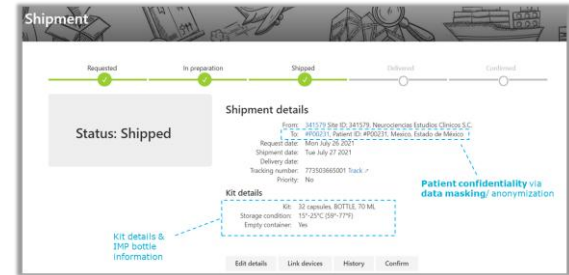 Shipment
Requested In preparation Shipped Delivered Confirmed
Status: Shipped
Shipment details
From: 341579 Site ID: 341579, Neurociencias Estudios Clinicos S.C.
To: #P00231, Patient ID: #P00231, Mexico, Estado de México
Request date: Mon July 26 2021
Shipment date: Tue July 27 2021
Delivery date:
Tracking number: 773503665001 Track
Priority: No
Kit details
Kit: 32 capsules, BOTTLE, 70 ML
Storage condition: 15°-25°C (59°-77°F)
Empty container: Yes
Patient confidentiality via
data masking/ anonymization
Kit details &
IMP bottle
information
Edit details Link devices History Confirm